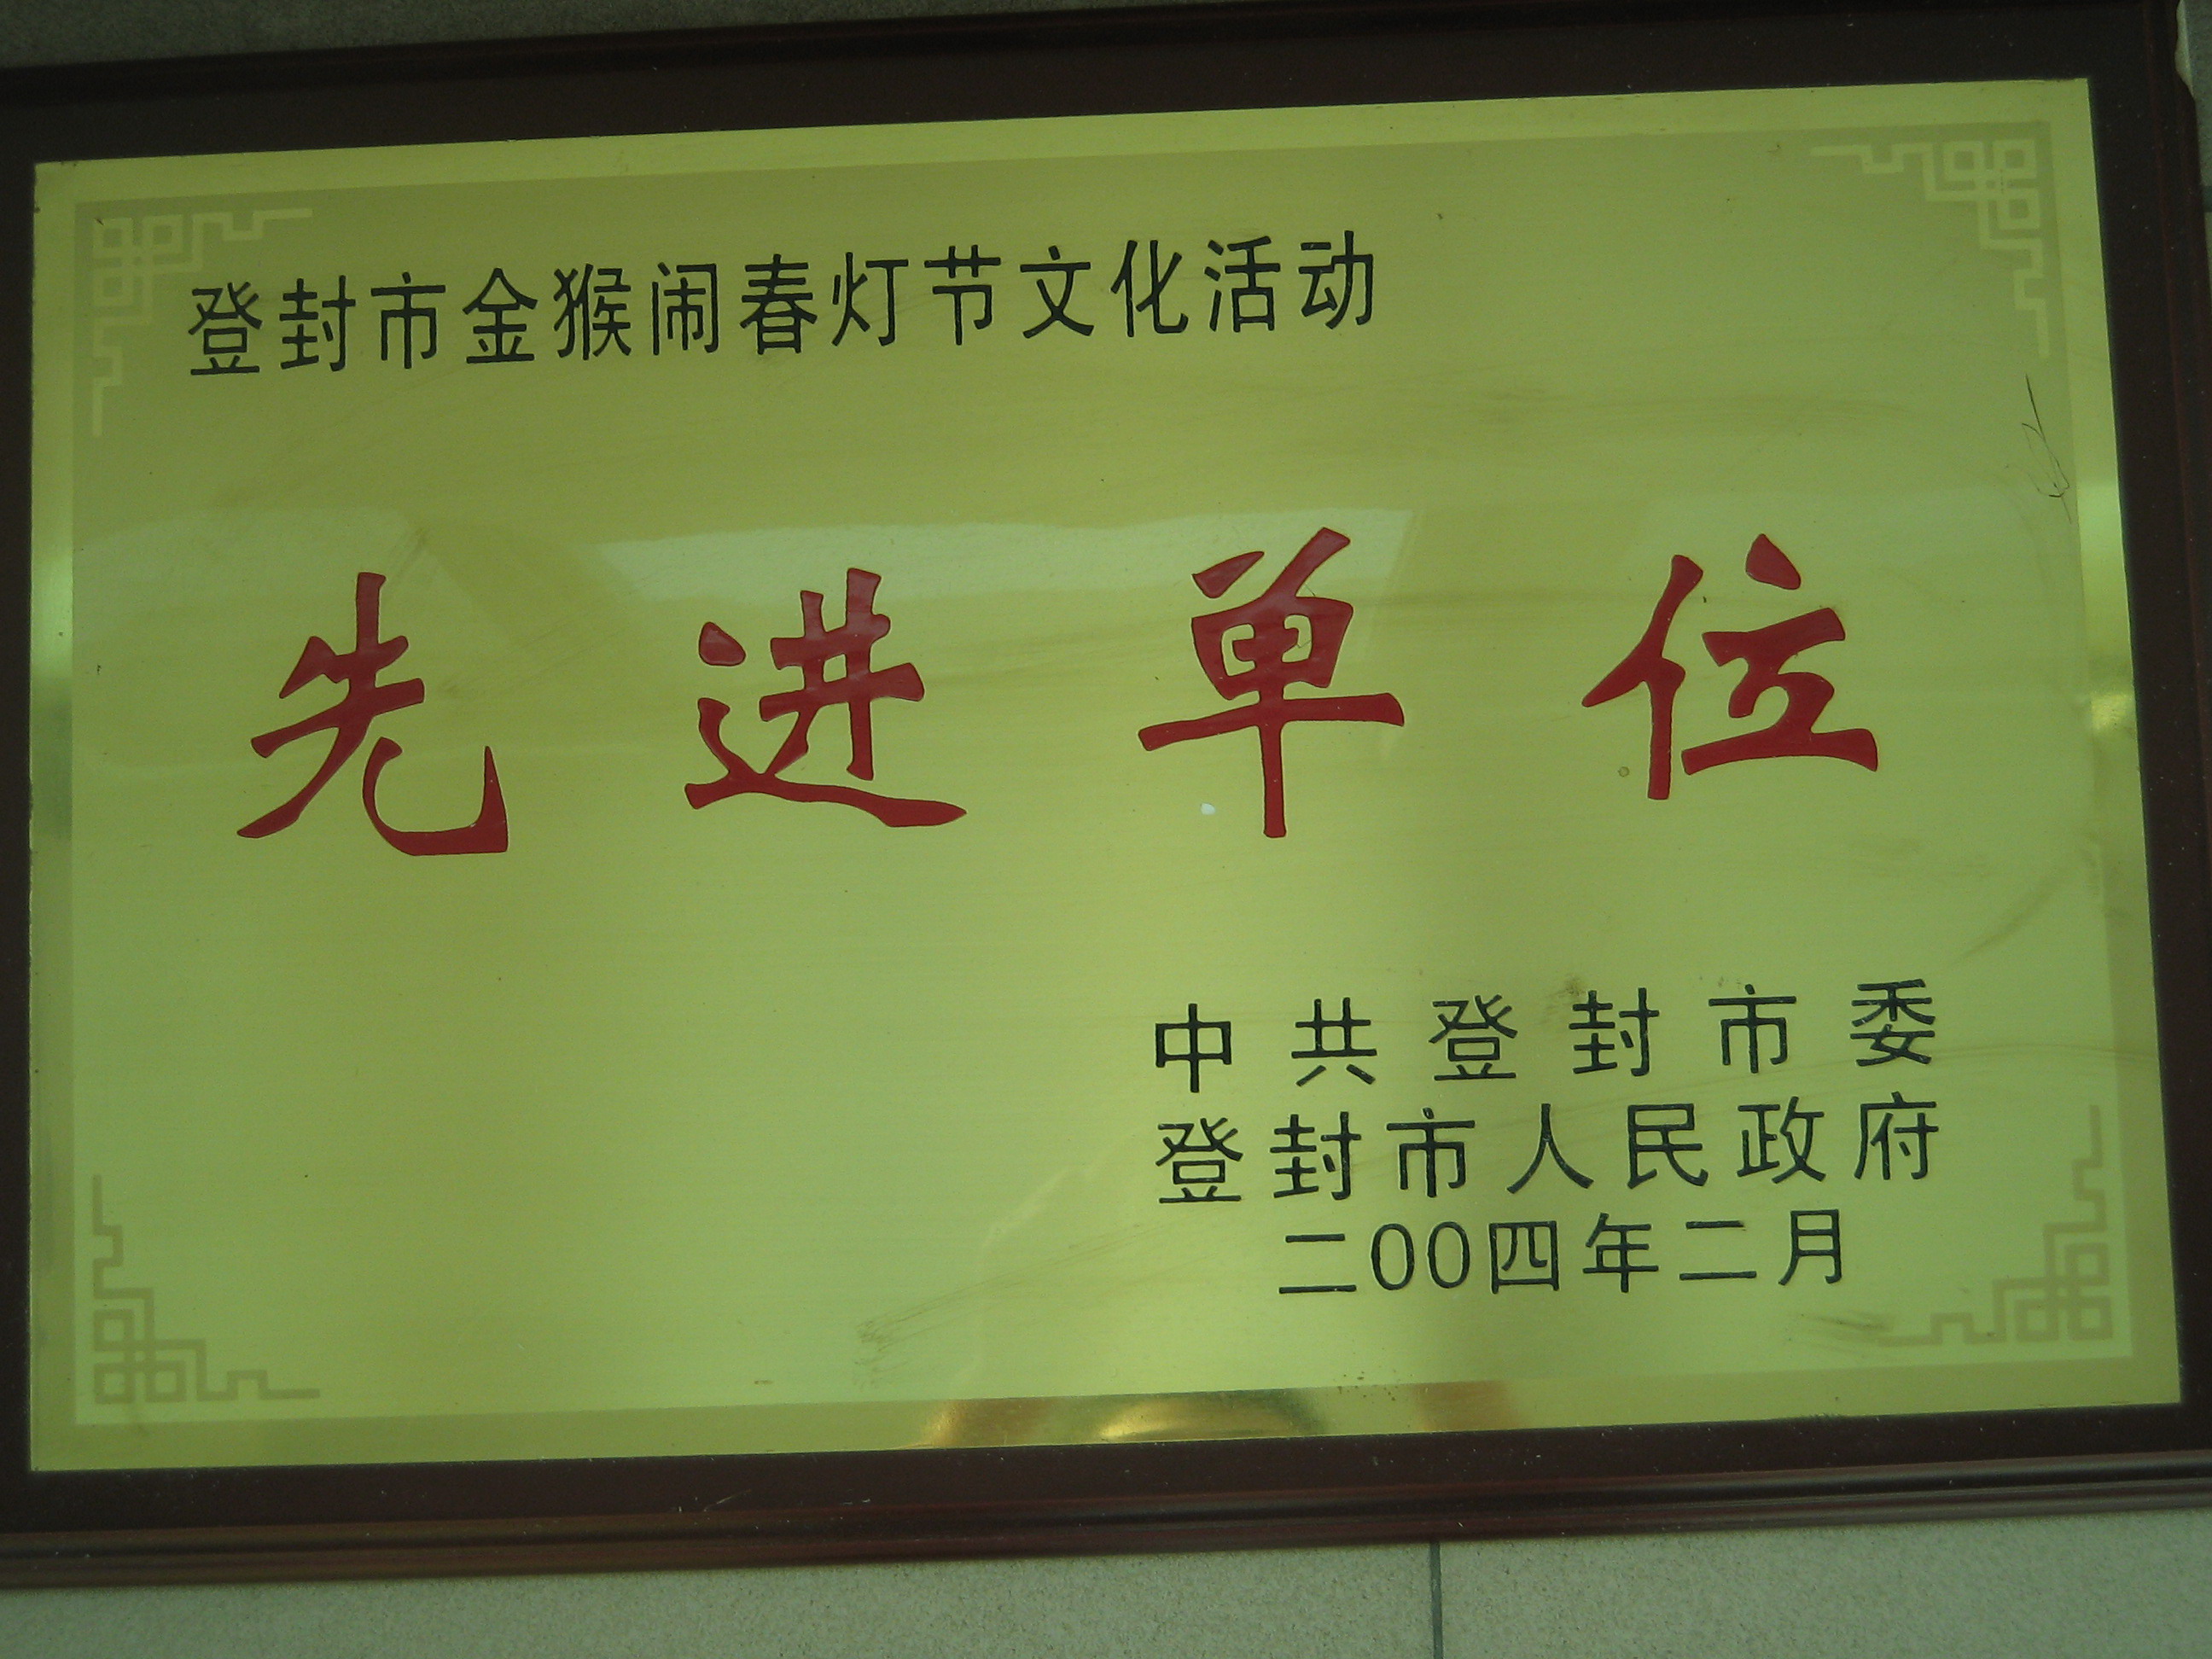 登封市金猴闹春灯节文化活动
先进单位
中共登封市委
登封市人民政府
二00四年二月